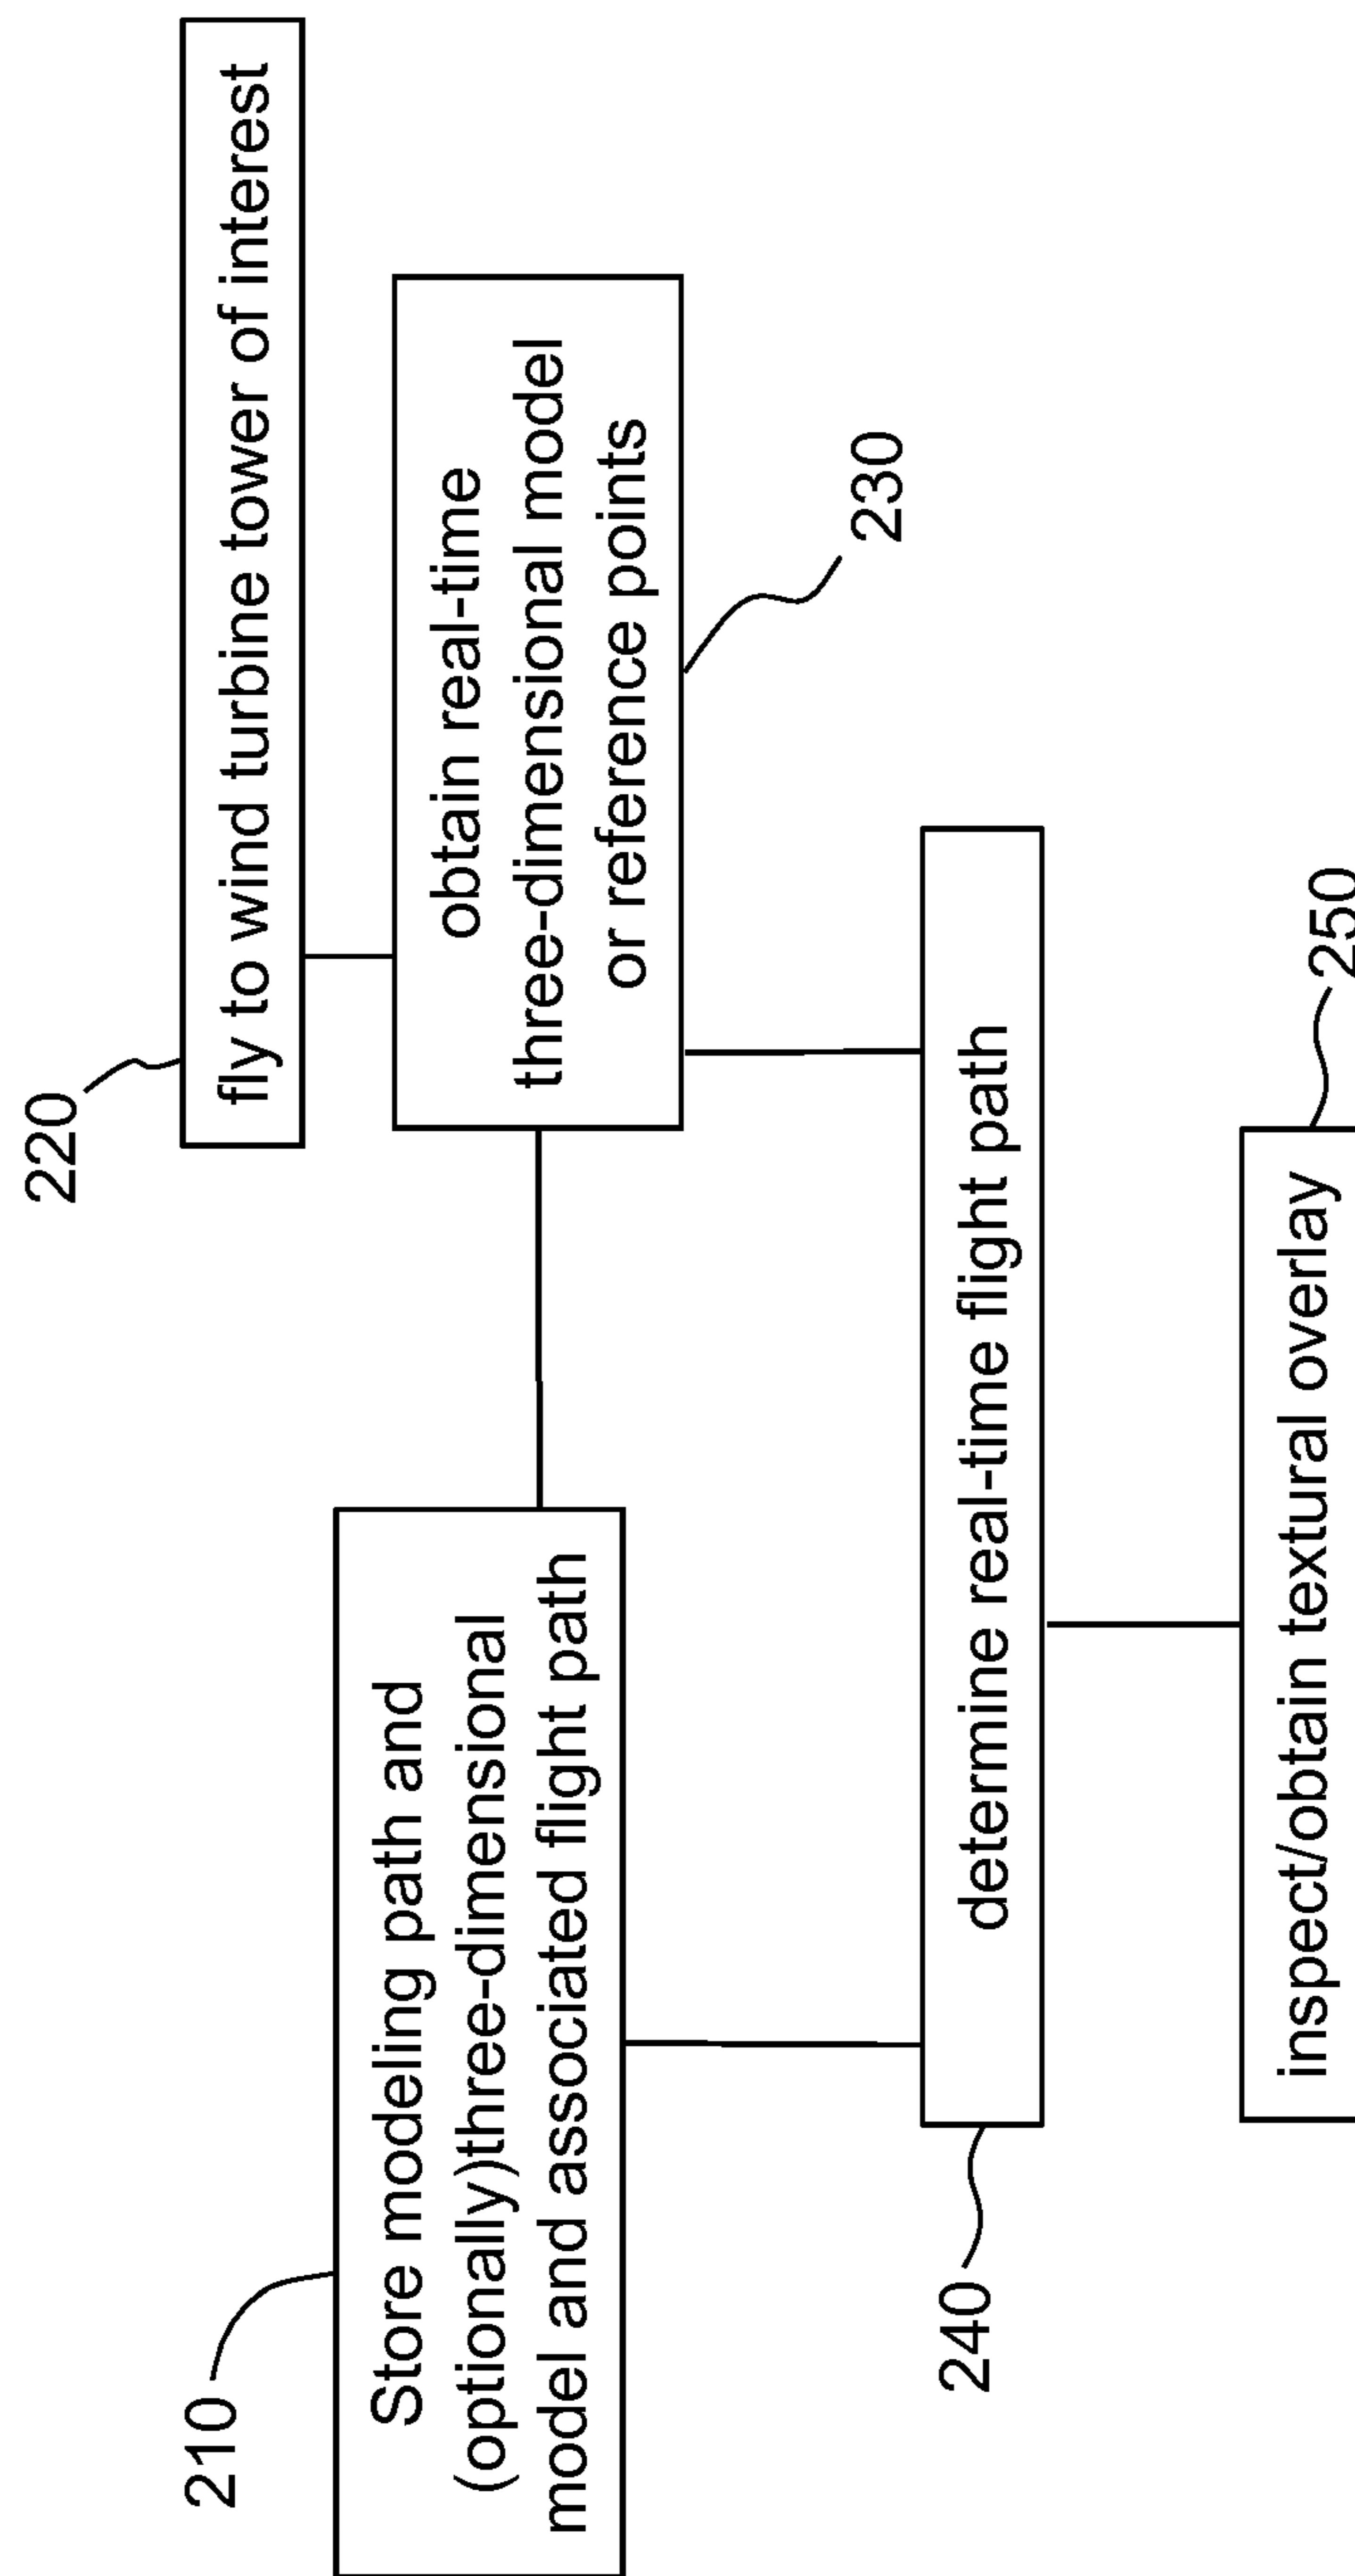 220
fly to wind turbine tower of interest
210
Store modeling path and
(optionally)three-dimensional
model and associated flight path
obtain real-time
three-dimensional model
or reference points
230
240
determine real-time flight path
250
inspect/obtain textural overlay